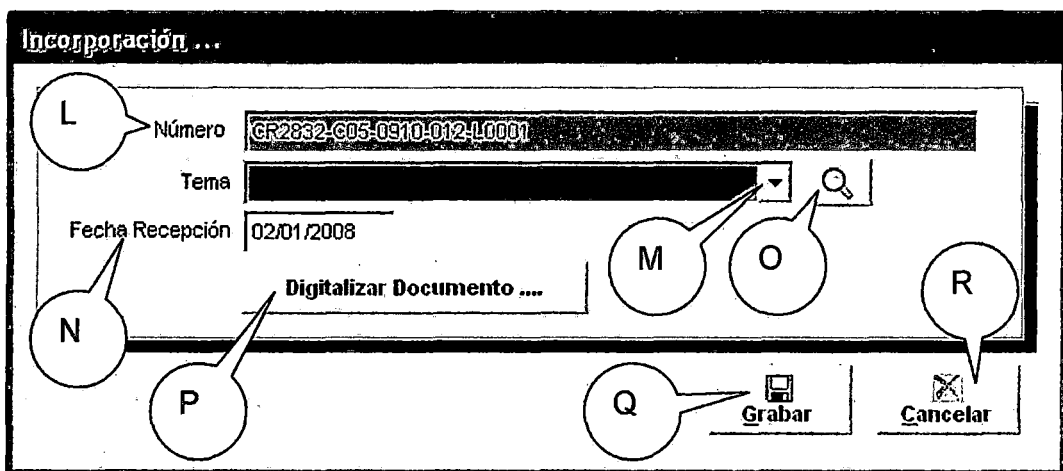 Incorporación ...
L
Número CR2832-C05-0910-012-L0001
Tema
Fecha Recepción 02/01/2008
M O R
Digitalizar Documento ....
N
P Q
Grabar Cancelar